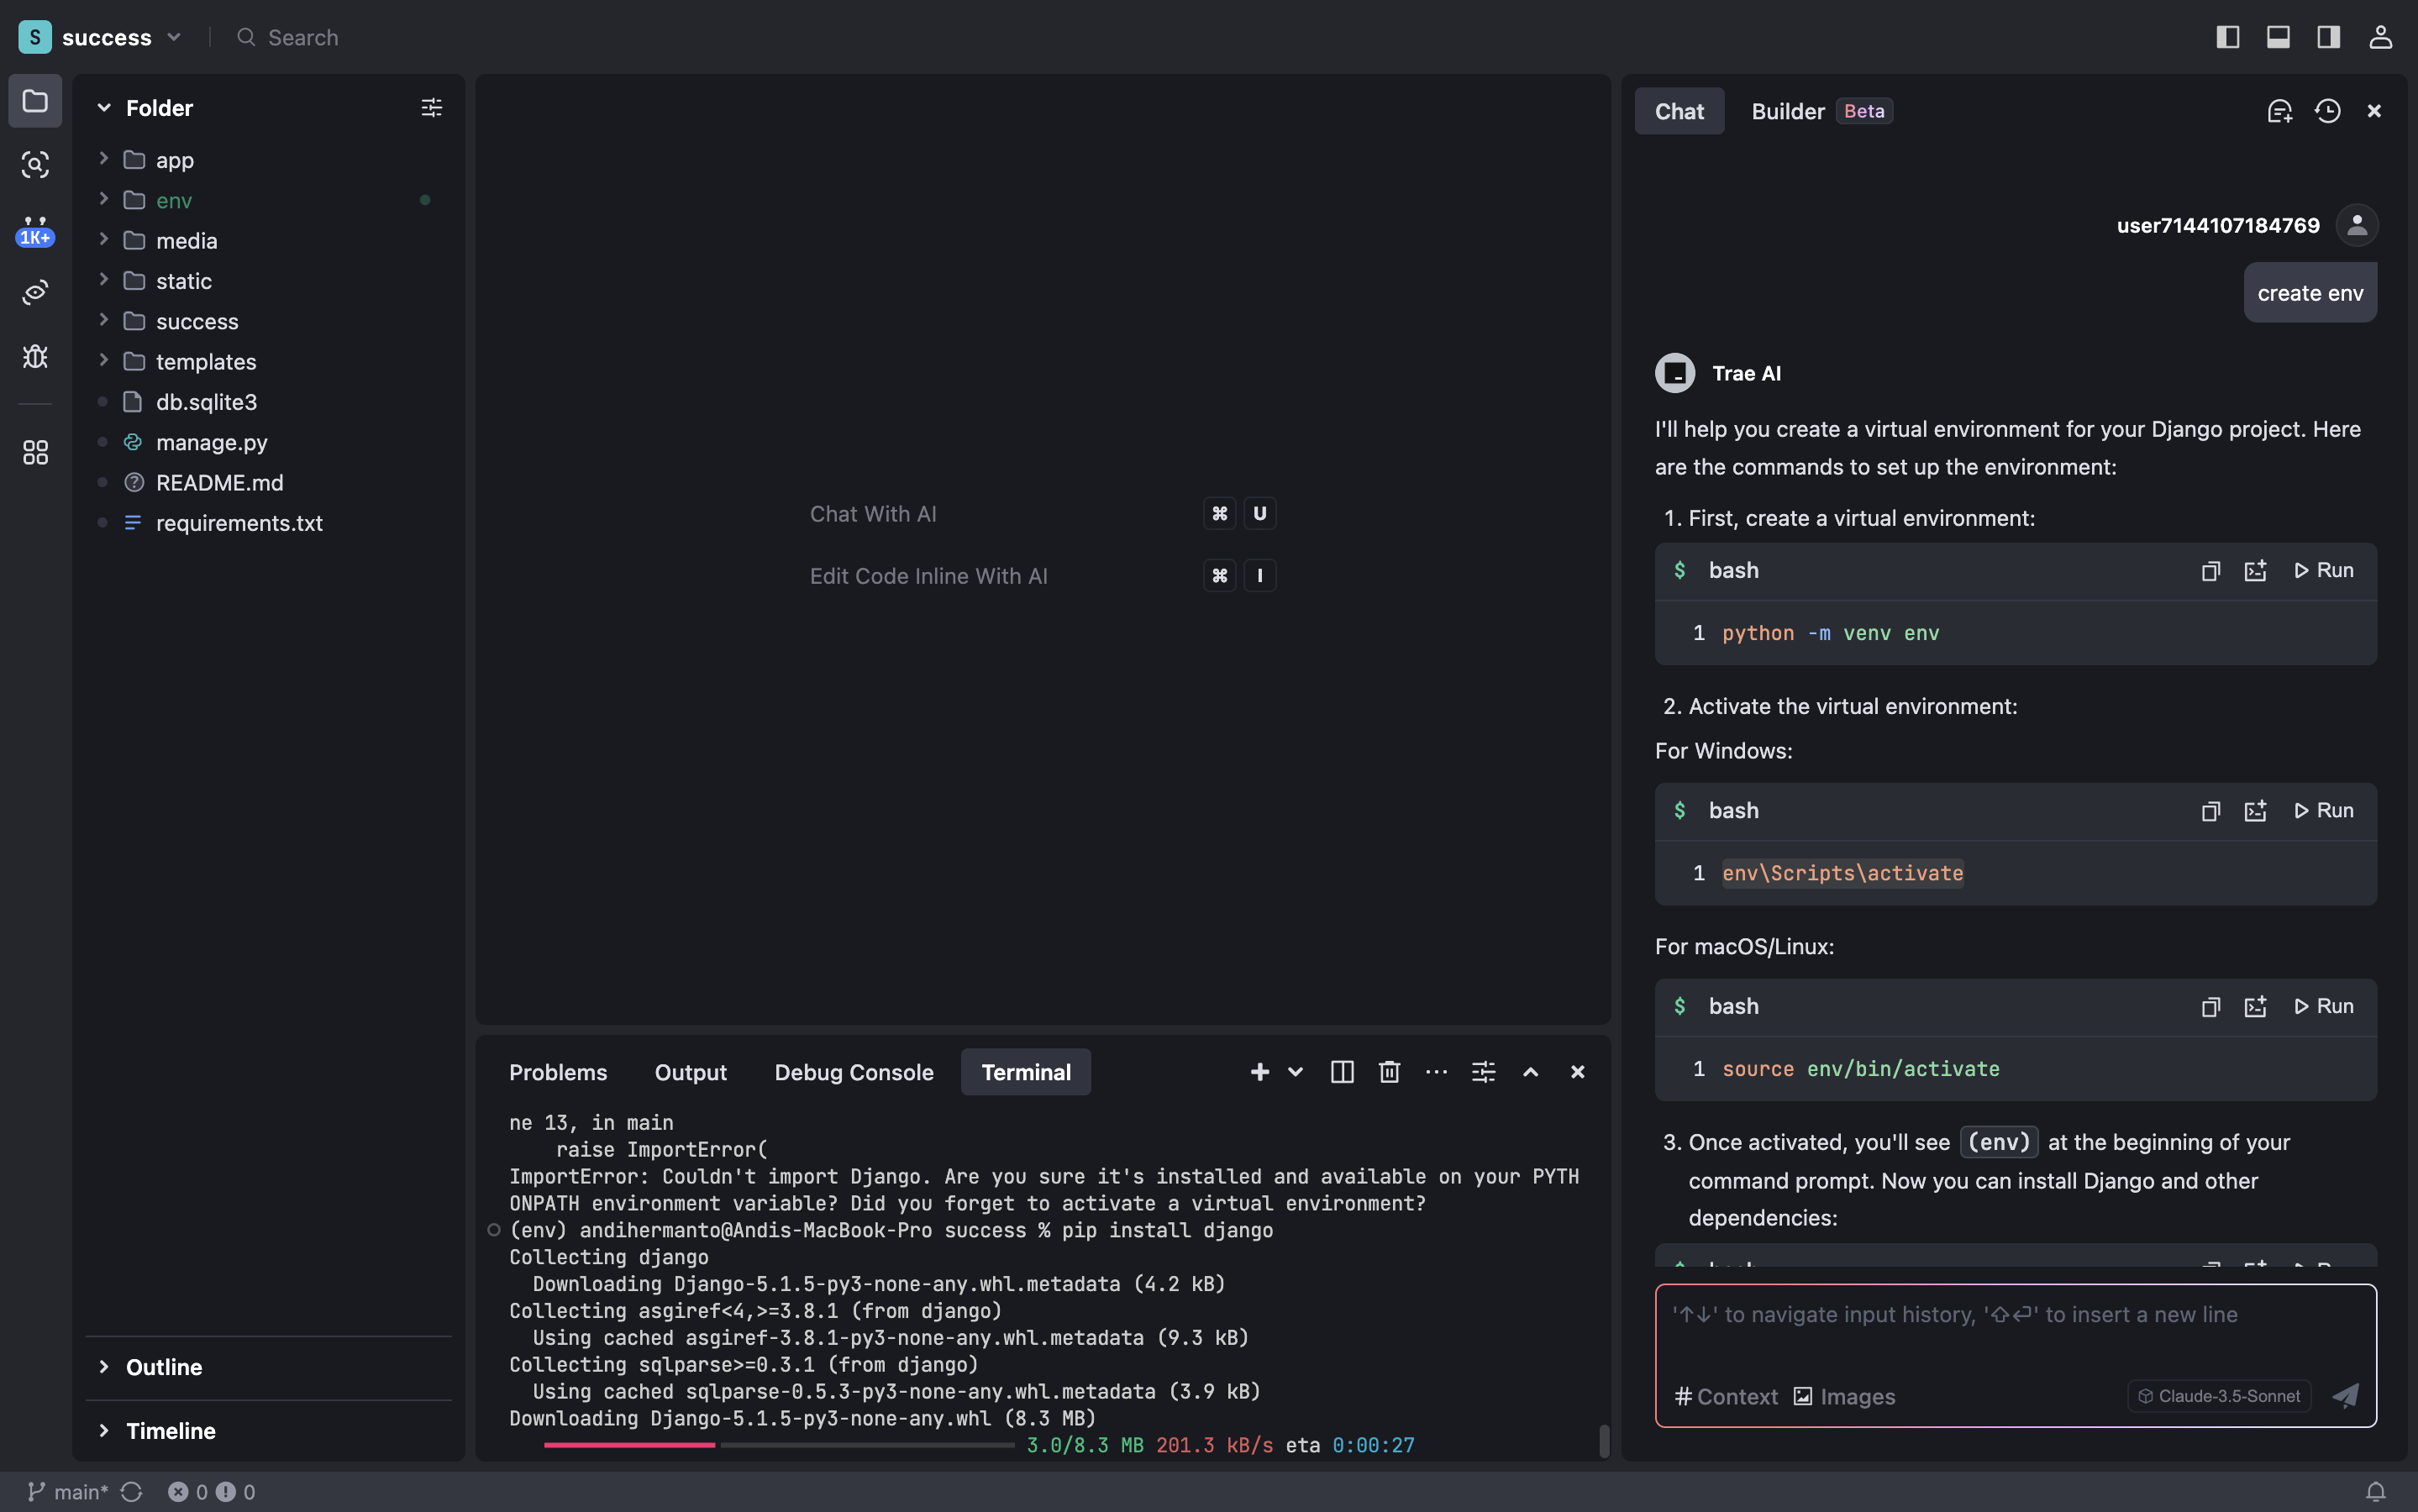 S success
Search
Folder
app
env
media
static
success
templates
db.sqlite3
manage.py
README.md
requirements.txt
Outline
Timeline
1K+
Chat With AI ⌘ U
Edit Code Inline With AI ⌘ I
Problems Output Debug Console Terminal
ne 13, in main
raise ImportError(
ImportError: Couldn't import Django. Are you sure it's installed and available on your PYTH
ONPATH environment variable? Did you forget to activate a virtual environment?
(env) andihermanto@Andis-MacBook-Pro success % pip install django
Collecting django
Downloading Django-5.1.5-py3-none-any.whl.metadata (4.2 kB)
Collecting asgiref<4,>=3.8.1 (from django)
Using cached asgiref-3.8.1-py3-none-any.whl.metadata (9.3 kB)
Collecting sqlparse>=0.3.1 (from django)
Using cached sqlparse-0.5.3-py3-none-any.whl.metadata (3.9 kB)
Downloading Django-5.1.5-py3-none-any.whl (8.3 MB)
3.0/8.3 MB 201.3 kB/s eta 0:00:27
Chat Builder Beta
user7144107184769
create env
Trae AI
I'll help you create a virtual environment for your Django project. Here
are the commands to set up the environment:
1. First, create a virtual environment:
$ bash Run
1 python -m venv env
2. Activate the virtual environment:
For Windows:
$ bash Run
1 env\Scripts\activate
For macOS/Linux:
$ bash Run
1 source env/bin/activate
3. Once activated, you'll see (env) at the beginning of your
command prompt. Now you can install Django and other
dependencies:
'↑↓' to navigate input history, '⇧↩' to insert a new line
# Context Images Claude-3.5-Sonnet
main* 0 0